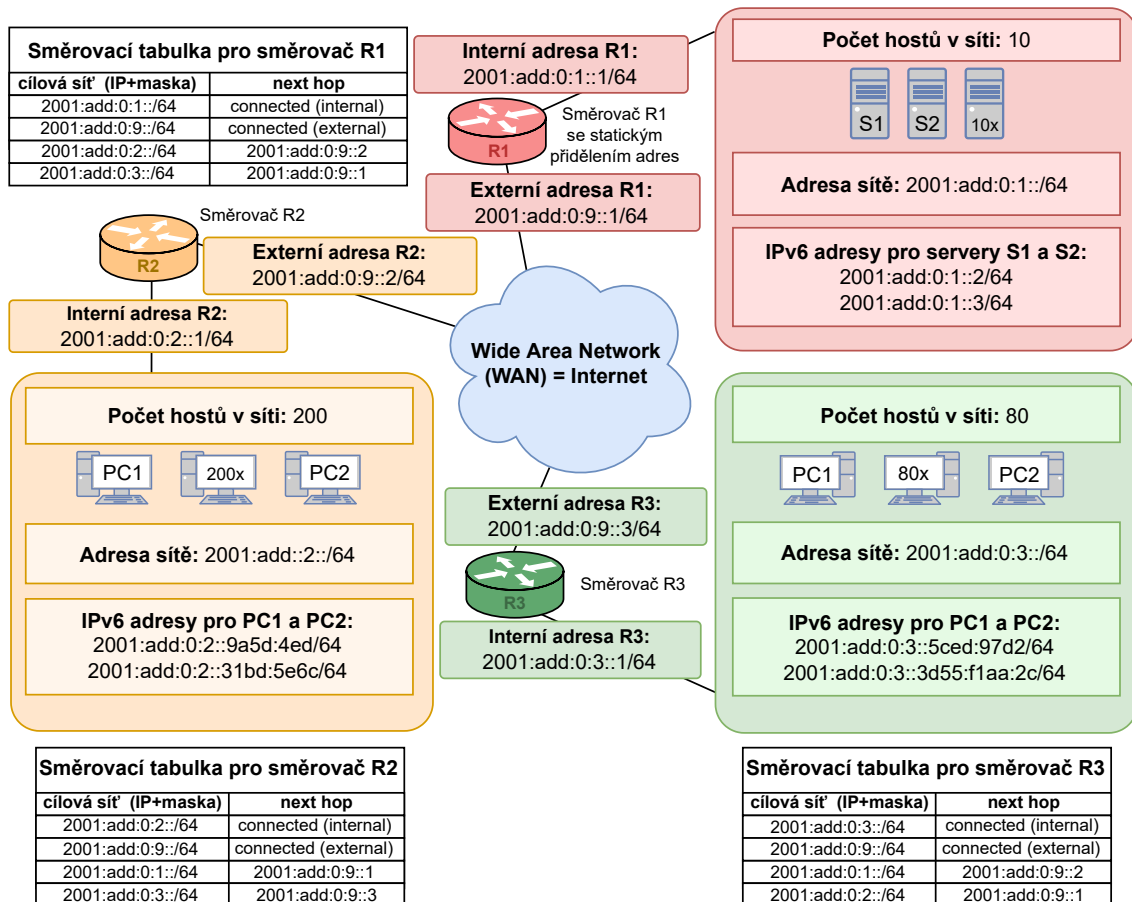 Směrovací tabulka pro směrovač R1
cílová síť (IP+maska) next hop
2001:add:0:1::/64 connected (internal)
2001:add:0:9::/64 connected (external)
2001:add:0:2::/64 2001:add:0:9::2
2001:add:0:3::/64 2001:add:0:9::1
Interní adresa R1:
2001:add:0:1::1/64
R1
Směrovač R1
se statickým
přidělením adres
Externí adresa R1:
2001:add:0:9::1/64
Počet hostů v síti: 10
S1 S2 10x
Adresa sítě: 2001:add:0:1::/64
IPv6 adresy pro servery S1 a S2:
2001:add:0:1::2/64
2001:add:0:1::3/64
Směrovač R2
R2
Externí adresa R2:
2001:add:0:9::2/64
Interní adresa R2:
2001:add:0:2::1/64
Wide Area Network
(WAN) = Internet
Počet hostů v síti: 200
PC1 200x PC2
Adresa sítě: 2001:add::2::/64
IPv6 adresy pro PC1 a PC2:
2001:add:0:2::9a5d:4ed/64
2001:add:0:2::31bd:5e6c/64
Externí adresa R3:
2001:add:0:9::3/64
Směrovač R3
R3
Interní adresa R3:
2001:add:0:3::1/64
Počet hostů v síti: 80
PC1 80x PC2
Adresa sítě: 2001:add:0:3::/64
IPv6 adresy pro PC1 a PC2:
2001:add:0:3::5ced:97d2/64
2001:add:0:3::3d55:f1aa:2c/64
Směrovací tabulka pro směrovač R2
cílová síť (IP+maska) next hop
2001:add:0:2::/64 connected (internal)
2001:add:0:9::/64 connected (external)
2001:add:0:1::/64 2001:add:0:9::1
2001:add:0:3::/64 2001:add:0:9::3
Směrovací tabulka pro směrovač R3
cílová síť (IP+maska) next hop
2001:add:0:3::/64 connected (internal)
2001:add:0:9::/64 connected (external)
2001:add:0:1::/64 2001:add:0:9::2
2001:add:0:2::/64 2001:add:0:9::1